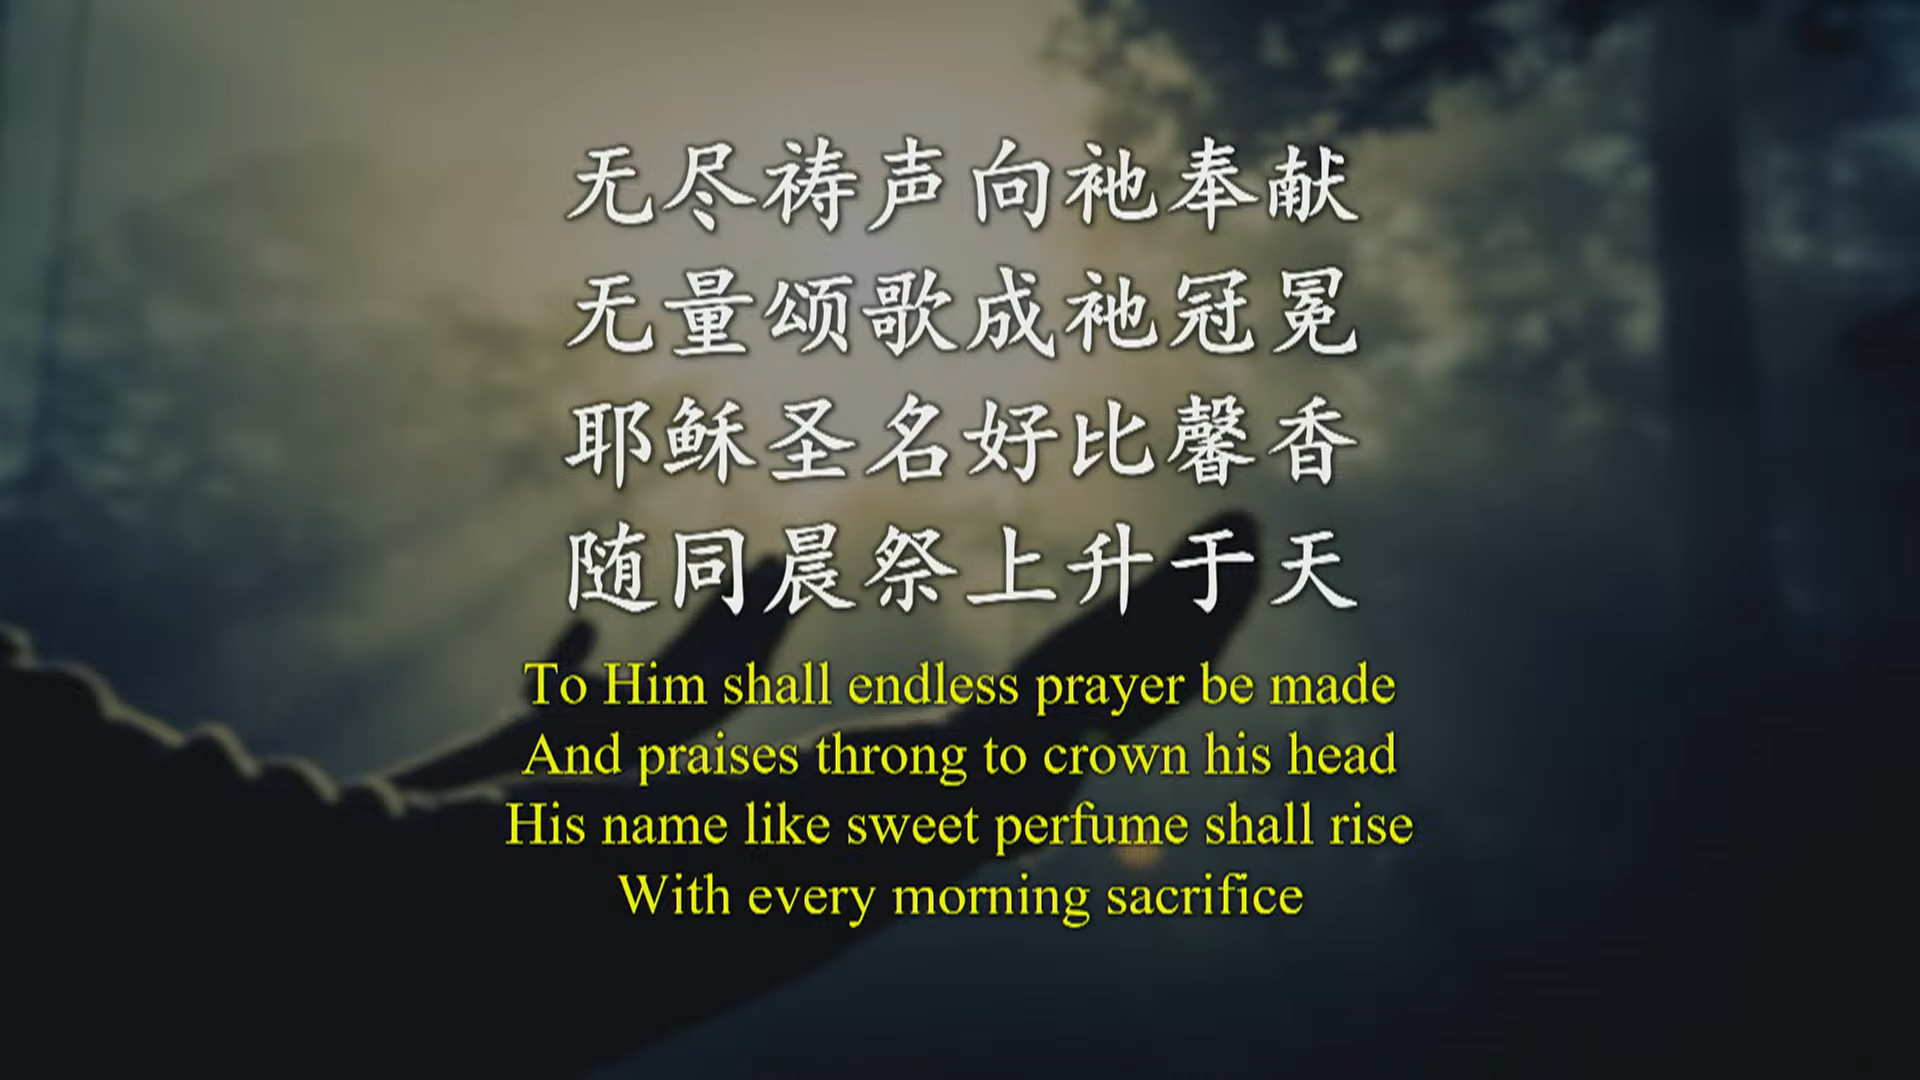 无尽祷声向祂奉献
无量颂歌成祂冠冕
耶稣圣名好比馨香
随同晨祭上升于天
To Him shall endless prayer be made
And praises throng to crown his head
His name like sweet perfume shall rise
With every morning sacrifice